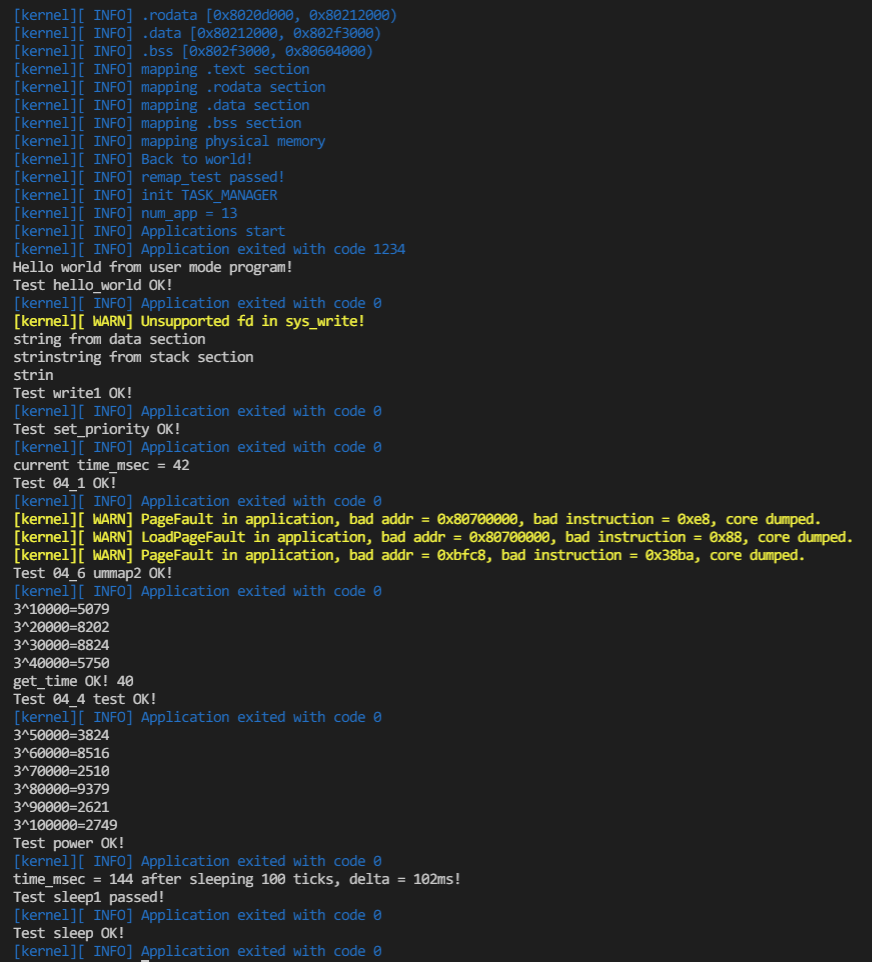 [kernel][ INFO] .rodata [0x8020d000, 0x80212000)
[kernel][ INFO] .data [0x80212000, 0x802f3000)
[kernel][ INFO] .bss [0x802f3000, 0x80604000)
[kernel][ INFO] mapping .text section
[kernel][ INFO] mapping .rodata section
[kernel][ INFO] mapping .data section
[kernel][ INFO] mapping .bss section
[kernel][ INFO] mapping physical memory
[kernel][ INFO] Back to world!
[kernel][ INFO] remap_test passed!
[kernel][ INFO] init TASK_MANAGER
[kernel][ INFO] num_app = 13
[kernel][ INFO] Applications start
[kernel][ INFO] Application exited with code 1234
Hello world from user mode program!
Test hello_world OK!
[kernel][ INFO] Application exited with code 0
[kernel][ WARN] Unsupported fd in sys_write!
string from data section
strinstring from stack section
strin
Test write1 OK!
[kernel][ INFO] Application exited with code 0
Test set_priority OK!
[kernel][ INFO] Application exited with code 0
current time_msec = 42
Test 04_1 OK!
[kernel][ INFO] Application exited with code 0
[kernel][ WARN] PageFault in application, bad addr = 0x80700000, bad instruction = 0xe8, core dumped.
[kernel][ WARN] LoadPageFault in application, bad addr = 0x80700000, bad instruction = 0x88, core dumped.
[kernel][ WARN] PageFault in application, bad addr = 0xbfc8, bad instruction = 0x38ba, core dumped.
Test 04_6 ummap2 OK!
[kernel][ INFO] Application exited with code 0
3^10000=5079
3^20000=8202
3^30000=8824
3^40000=5750
get_time OK! 40
Test 04_4 test OK!
[kernel][ INFO] Application exited with code 0
3^50000=3824
3^60000=8516
3^70000=2510
3^80000=9379
3^90000=2621
3^100000=2749
Test power OK!
[kernel][ INFO] Application exited with code 0
time_msec = 144 after sleeping 100 ticks, delta = 102ms!
Test sleep1 passed!
[kernel][ INFO] Application exited with code 0
Test sleep OK!
[kernel][ INFO] Application exited with code 0